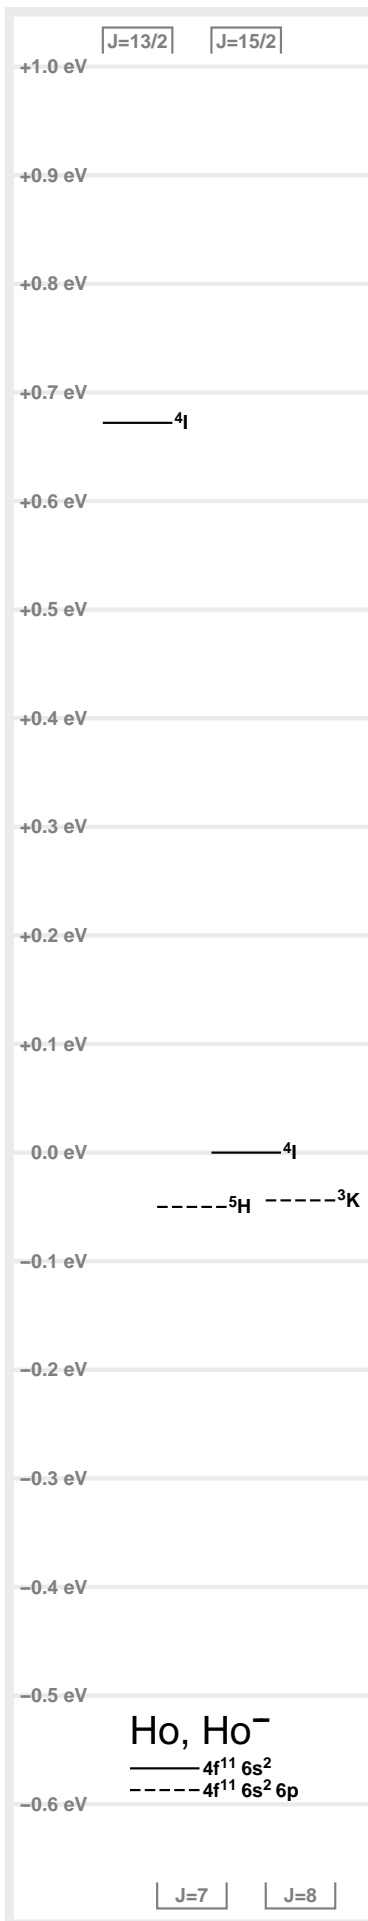 J=13/2 J=15/2
+1.0 eV
+0.9 eV
+0.8 eV
+0.7 eV
⁴I
+0.6 eV
+0.5 eV
+0.4 eV
+0.3 eV
+0.2 eV
+0.1 eV
0.0 eV ⁴I
⁵H ³K
−0.1 eV
−0.2 eV
−0.3 eV
−0.4 eV
−0.5 eV
Ho, Ho⁻
4f¹¹ 6s²
4f¹¹ 6s² 6p
−0.6 eV
J=7 J=8